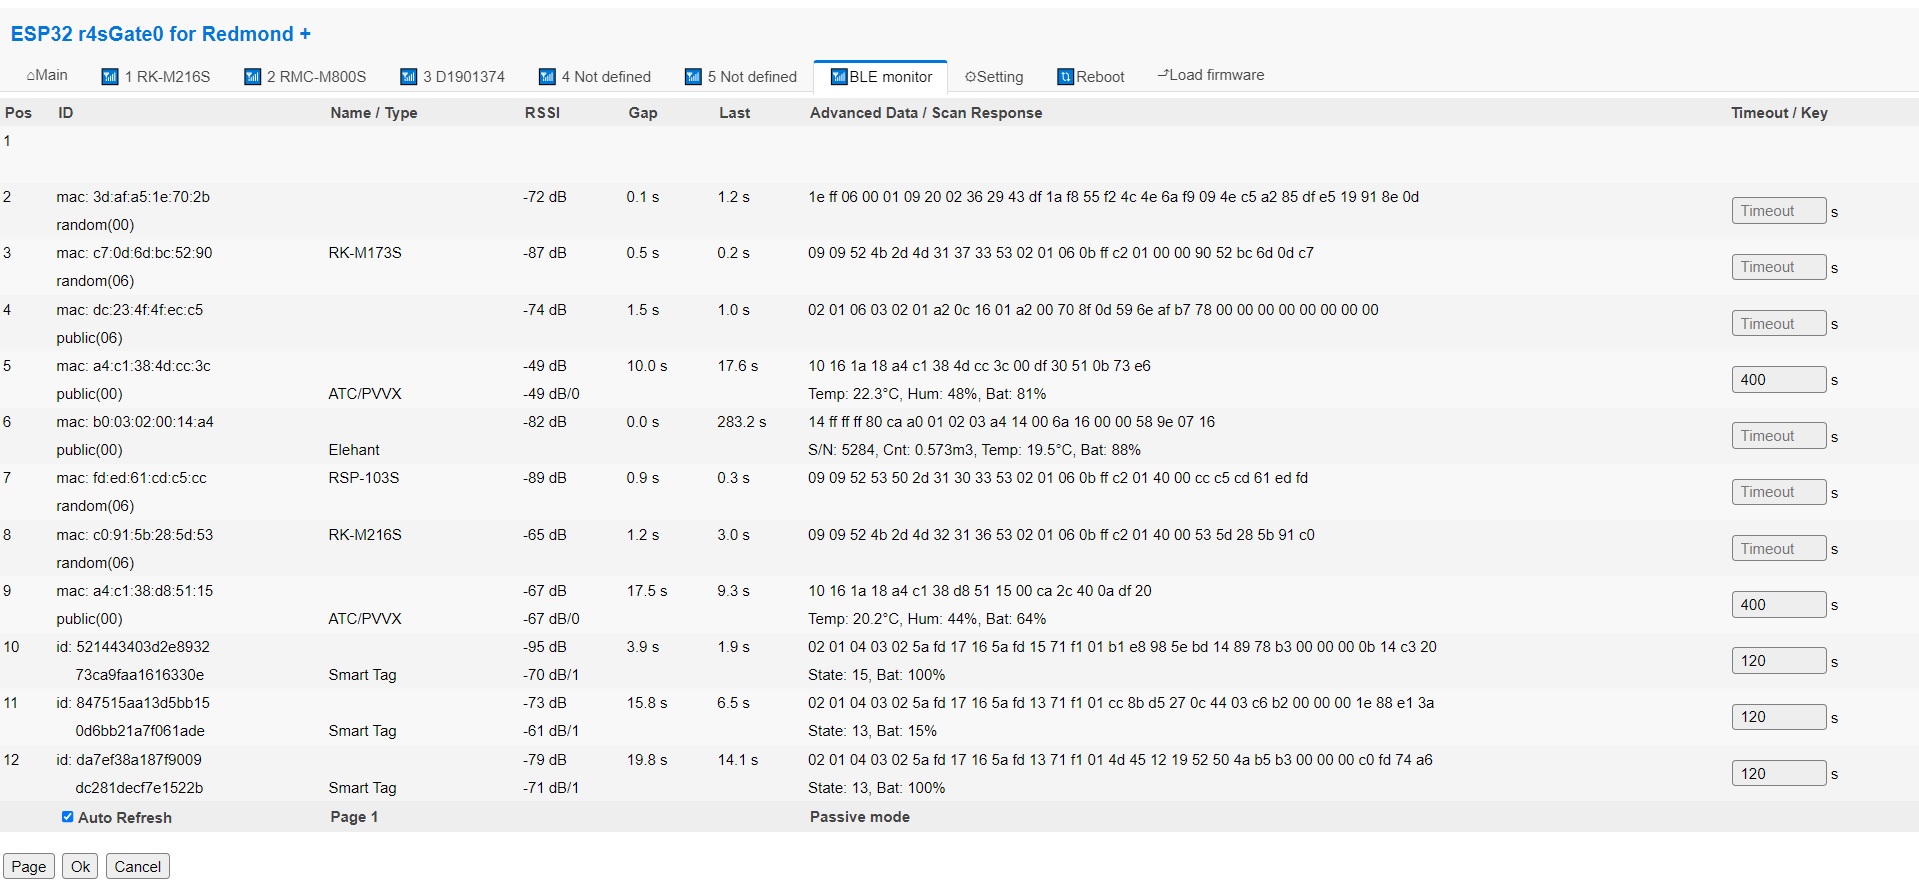 ESP32 r4sGate0 for Redmond +
⌂Main 1 RK-M216S 2 RMC-M800S 3 D1901374 4 Not defined 5 Not defined BLE monitor ⚙Setting Reboot Load firmware
Pos ID Name / Type RSSI Gap Last Advanced Data / Scan Response Timeout / Key
1
2 mac: 3d:af:a5:1e:70:2b -72 dB 0.1 s 1.2 s 1e ff 06 00 01 09 20 02 36 29 43 df 1a f8 55 f2 4c 4e 6a f9 09 4e c5 a2 85 df e5 19 91 8e 0d Timeout s
random(00)
3 mac: c7:0d:6d:bc:52:90 RK-M173S -87 dB 0.5 s 0.2 s 09 09 52 4b 2d 4d 31 37 33 53 02 01 06 0b ff c2 01 00 00 90 52 bc 6d 0d c7 Timeout s
random(06)
4 mac: dc:23:4f:4f:ec:c5 -74 dB 1.5 s 1.0 s 02 01 06 03 02 01 a2 0c 16 01 a2 00 70 8f 0d 59 6e af b7 78 00 00 00 00 00 00 00 00 Timeout s
public(06)
5 mac: a4:c1:38:4d:cc:3c -49 dB 10.0 s 17.6 s 10 16 1a 18 a4 c1 38 4d cc 3c 00 df 30 51 0b 73 e6 400 s
public(00) ATC/PVVX -49 dB/0 Temp: 22.3°C, Hum: 48%, Bat: 81%
6 mac: b0:03:02:00:14:a4 -82 dB 0.0 s 283.2 s 14 ff ff ff 80 ca a0 01 02 03 a4 14 00 6a 16 00 00 58 9e 07 16 Timeout s
public(00) Elehant S/N: 5284, Cnt: 0.573m3, Temp: 19.5°C, Bat: 88%
7 mac: fd:ed:61:cd:c5:cc RSP-103S -89 dB 0.9 s 0.3 s 09 09 52 53 50 2d 31 30 33 53 02 01 06 0b ff c2 01 40 00 cc c5 cd 61 ed fd Timeout s
random(06)
8 mac: c0:91:5b:28:5d:53 RK-M216S -65 dB 1.2 s 3.0 s 09 09 52 4b 2d 4d 32 31 36 53 02 01 06 0b ff c2 01 40 00 53 5d 28 5b 91 c0 Timeout s
random(06)
9 mac: a4:c1:38:d8:51:15 -67 dB 17.5 s 9.3 s 10 16 1a 18 a4 c1 38 d8 51 15 00 ca 2c 40 0a df 20 400 s
public(00) ATC/PVVX -67 dB/0 Temp: 20.2°C, Hum: 44%, Bat: 64%
10 id: 521443403d2e8932 -95 dB 3.9 s 1.9 s 02 01 04 03 02 5a fd 17 16 5a fd 15 71 f1 01 b1 e8 98 5e bd 14 89 78 b3 00 00 00 0b 14 c3 20 120 s
73ca9faa1616330e Smart Tag -70 dB/1 State: 15, Bat: 100%
11 id: 847515aa13d5bb15 -73 dB 15.8 s 6.5 s 02 01 04 03 02 5a fd 17 16 5a fd 13 71 f1 01 cc 8b d5 27 0c 44 03 c6 b2 00 00 00 1e 88 e1 3a 120 s
0d6bb21a7f061ade Smart Tag -61 dB/1 State: 13, Bat: 15%
12 id: da7ef38a187f9009 -79 dB 19.8 s 14.1 s 02 01 04 03 02 5a fd 17 16 5a fd 13 71 f1 01 4d 45 12 19 52 50 4a b5 b3 00 00 00 c0 fd 74 a6 120 s
dc281decf7e1522b Smart Tag -71 dB/1 State: 13, Bat: 100%
Auto Refresh Page 1 Passive mode
Page Ok Cancel